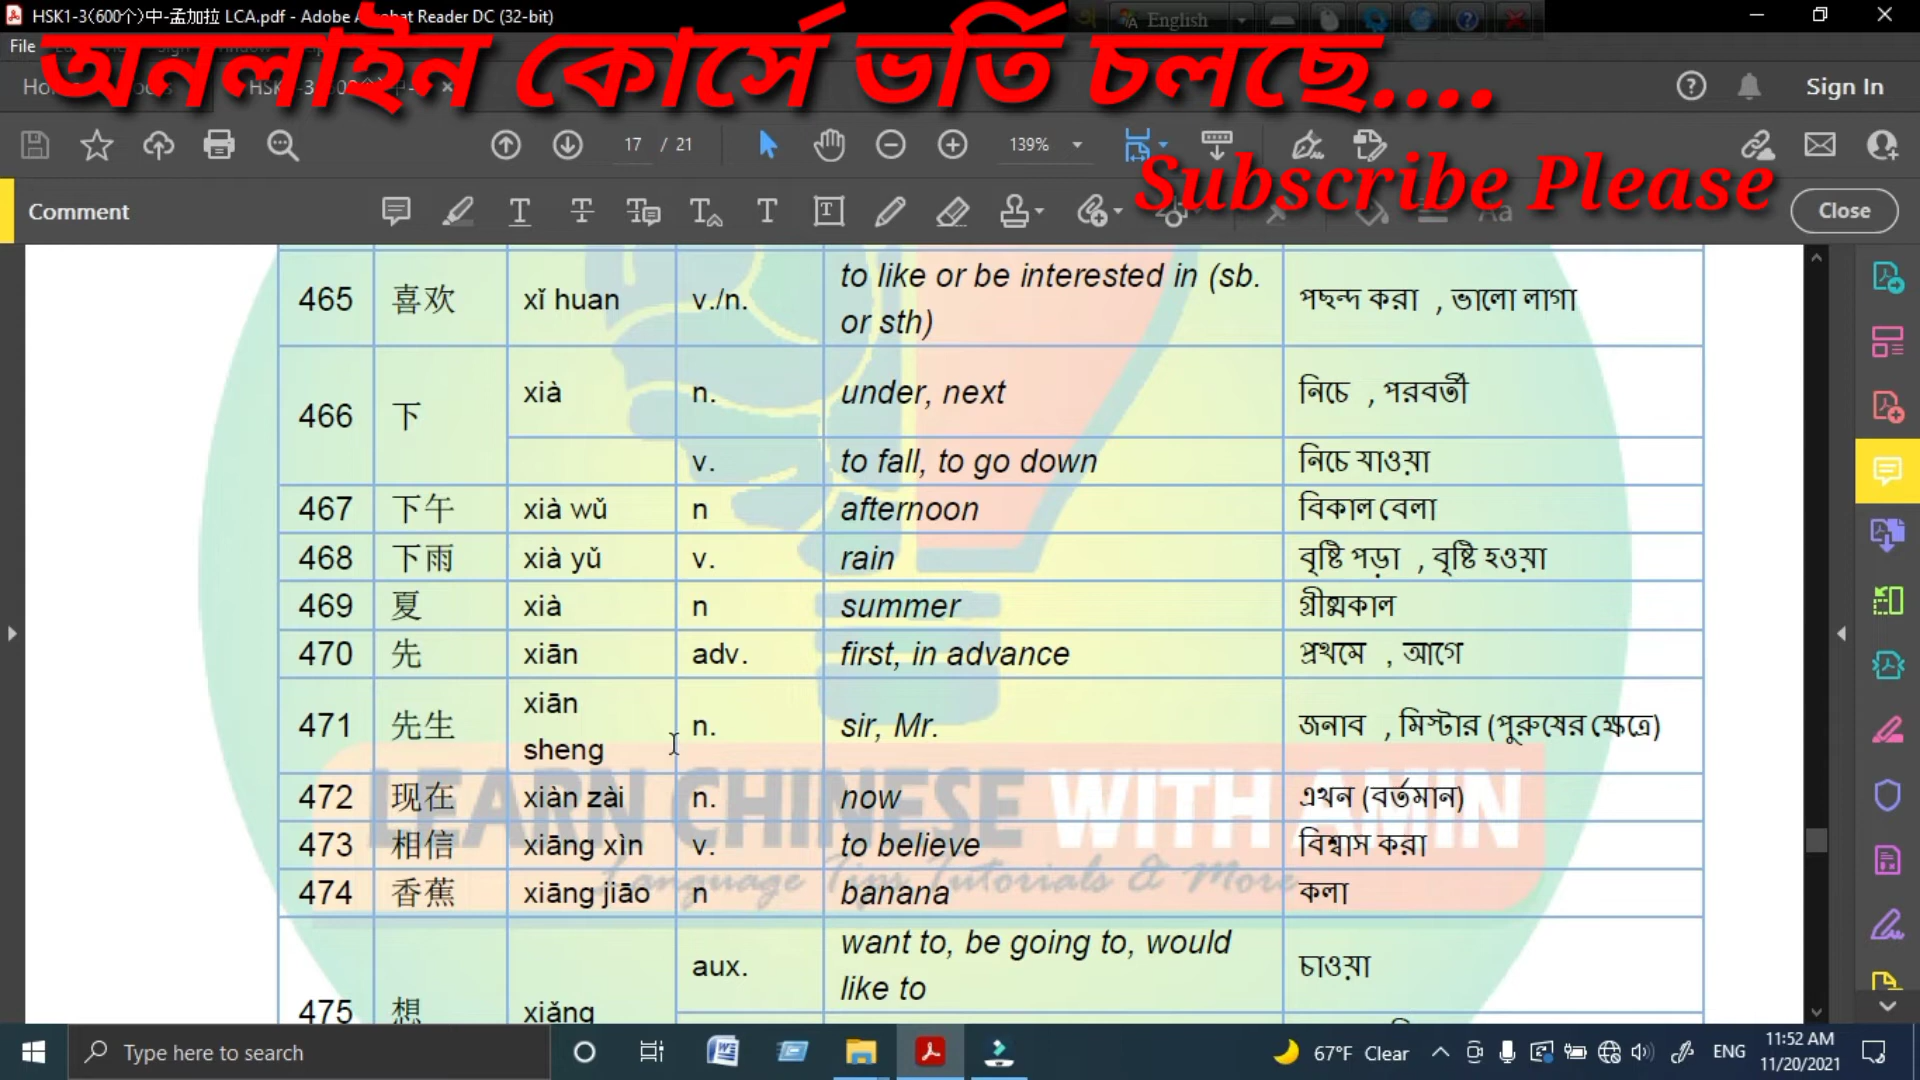 HSK1-3(600个)中-孟加拉 LCA.pdf - Adobe Acrobat Reader DC (32-bit)
English
File
অনলাইন কোর্সে ভর্তি চলছে....
Sign In
17 / 21
139%
Subscribe Please
Comment
Close
465 喜欢 xǐ huan v./n. to like or be interested in (sb. or sth) পছন্দ করা , ভালো লাগা
466 下 xià n. under, next নিচে , পরবর্তী
v. to fall, to go down নিচে যাওয়া
467 下午 xià wǔ n afternoon বিকাল বেলা
468 下雨 xià yǔ v. rain বৃষ্টি পড়া , বৃষ্টি হওয়া
469 夏 xià n summer গ্রীষ্মকাল
470 先 xiān adv. first, in advance প্রথমে , আগে
471 先生 xiān sheng n. sir, Mr. জনাব , মিস্টার (পুরুষের ক্ষেত্রে)
472 现在 xiàn zài n. now এখন (বর্তমান)
473 相信 xiāng xìn v. to believe বিশ্বাস করা
474 香蕉 xiāng jiāo n banana কলা
475 想 xiǎng aux. want to, be going to, would like to চাওয়া
LEARN CHINESE WITH AMIN
Language Tips Tutorials & More
Type here to search
67°F Clear
ENG
11:52 AM
11/20/2021